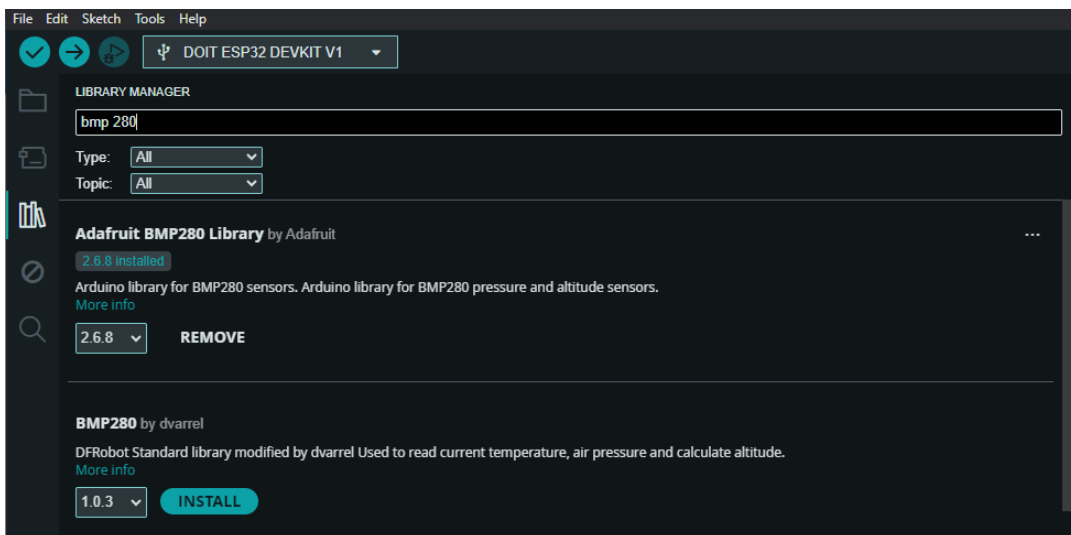 File Edit Sketch Tools Help
DOIT ESP32 DEVKIT V1
LIBRARY MANAGER
bmp 280
Type: All
Topic: All
Adafruit BMP280 Library by Adafruit
2.6.8 installed
Arduino library for BMP280 sensors. Arduino library for BMP280 pressure and altitude sensors.
More info
2.6.8 REMOVE
BMP280 by dvarrel
DFRobot Standard library modified by dvarrel Used to read current temperature, air pressure and calculate altitude.
More info
1.0.3 INSTALL